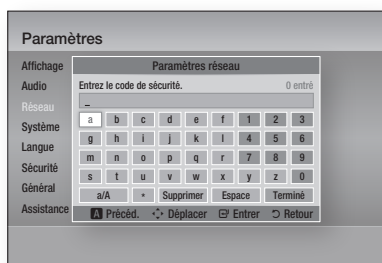 Paramètres
Affichage
Audio
Réseau
Système
Langue
Sécurité
Général
Assistance
Paramètres réseau
Entrez le code de sécurité.
0 entré
_
a b c d e f 1 2 3
g h i j k l 4 5 6
m n o p q r 7 8 9
s t u v w x y z 0
a/A * Supprimer Espace Terminé
A Précéd. Déplacer Entrer Retour